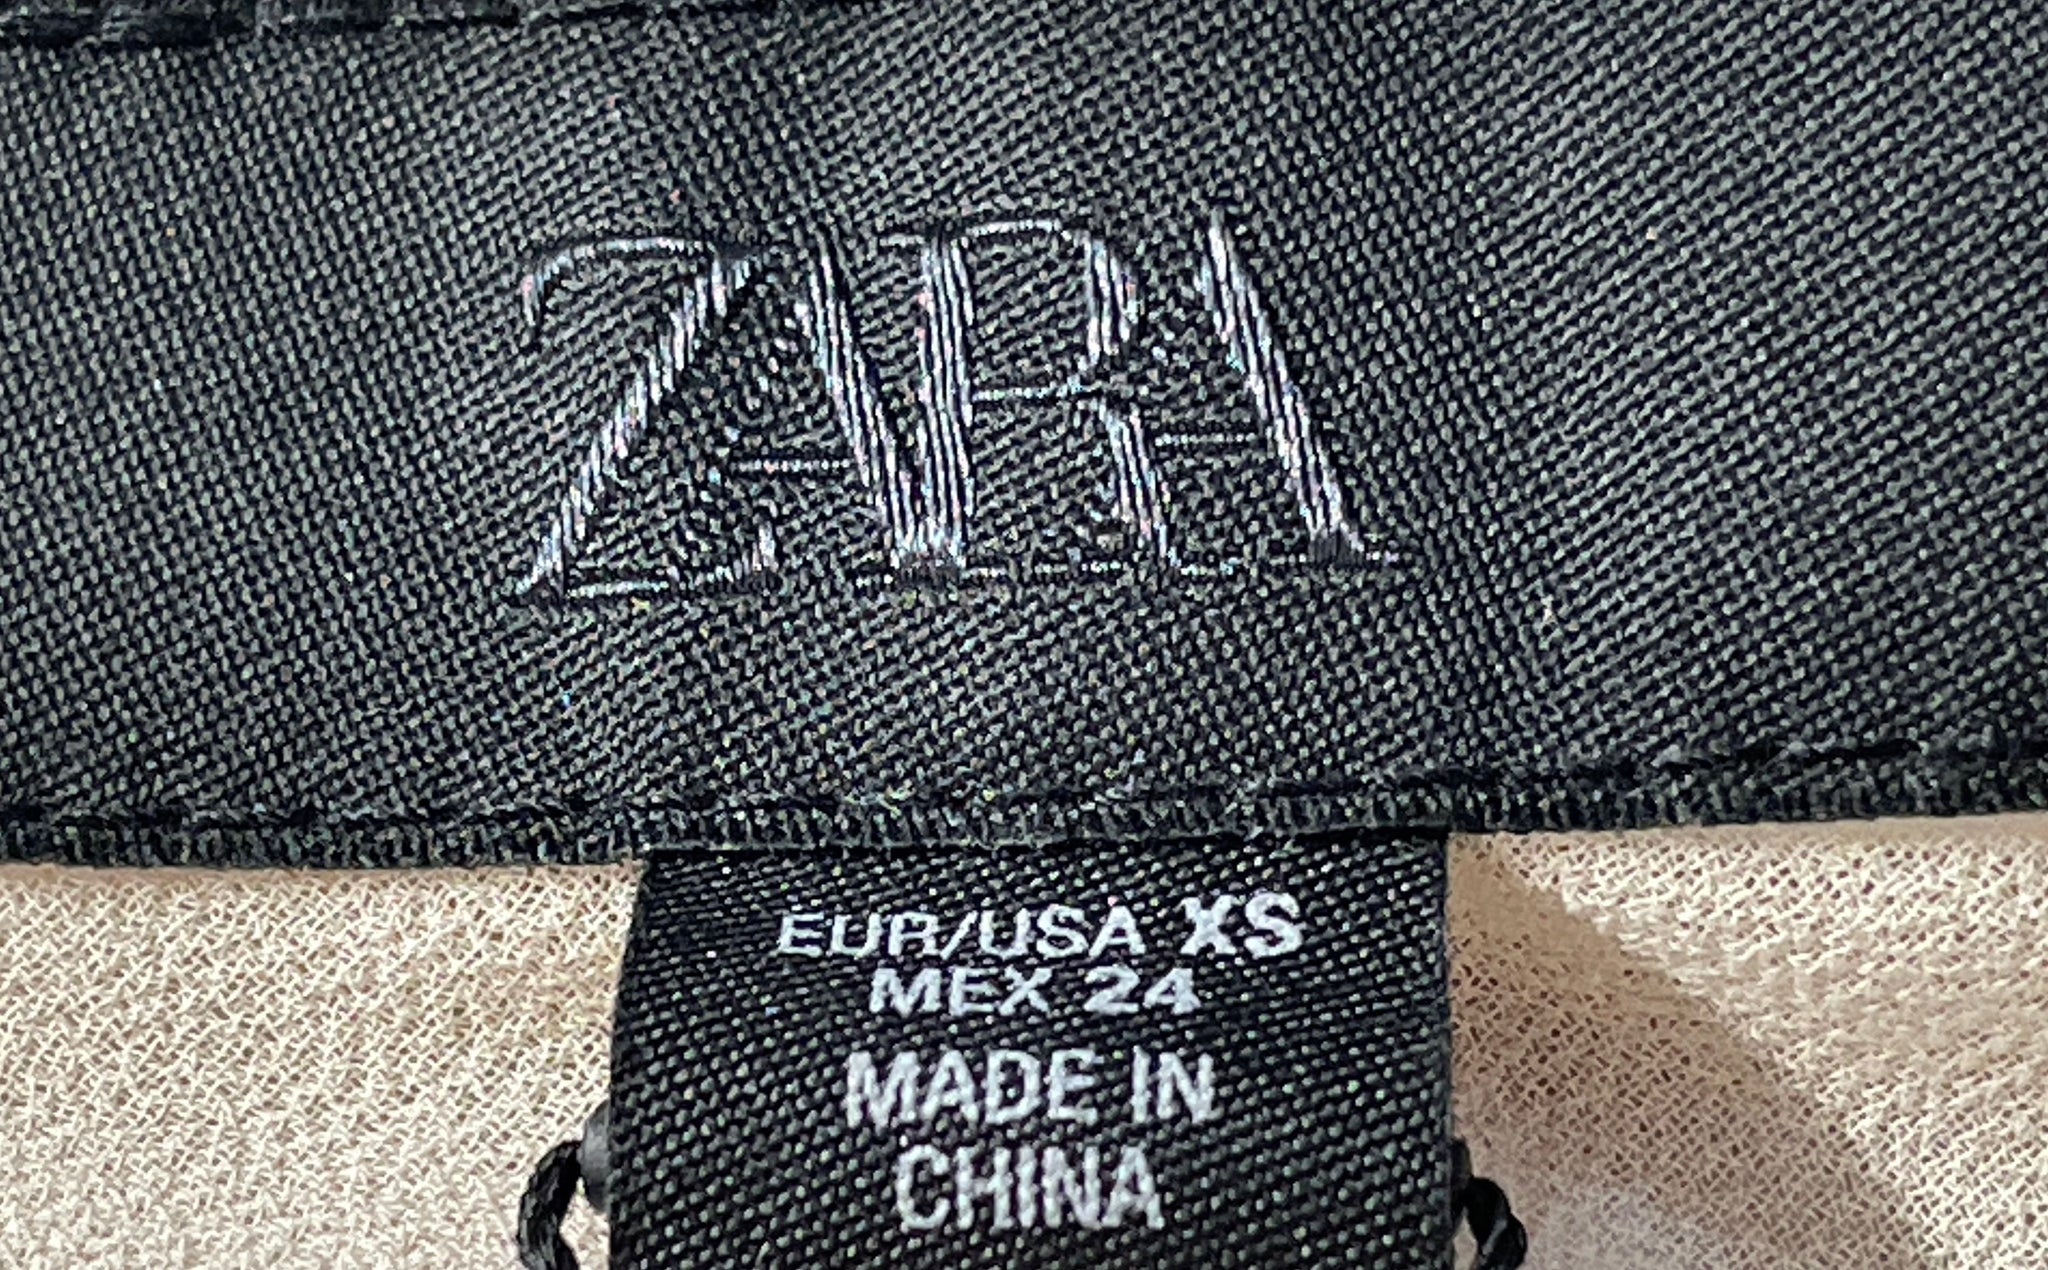 ZARA
EUR/USA XS
MEX 24
MADE IN
CHINA